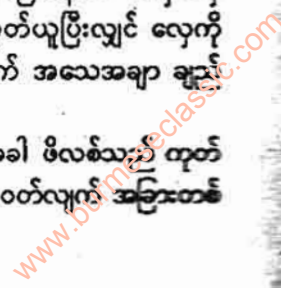 တ်ယူပြီးလျှင် လှေကို
က် အသေအချာ ချည်
ခါ ဖိလစ်သည် ကုတ်
ဝတ်လျက် အခြားတစ်
www.burmeseclassic.com